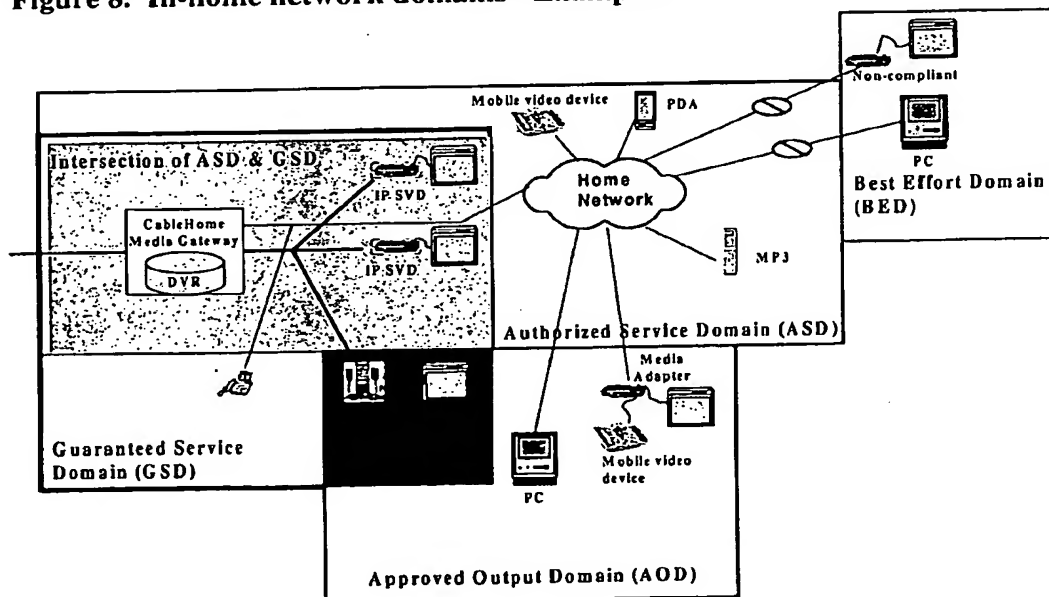 Figure 8. In-home network domains
Non-compliant
PC
Best Effort Domain
(BED)
Mobile video device
PDA
Home
Network
MP3
Authorized Service Domain (ASD)
Intersection of ASD & GSD
IP SVD
CableHome
Media Gateway
DVR
IP SVD
Guaranteed Service
Domain (GSD)
Media
Adapter
Mobile video
device
PC
Approved Output Domain (AOD)